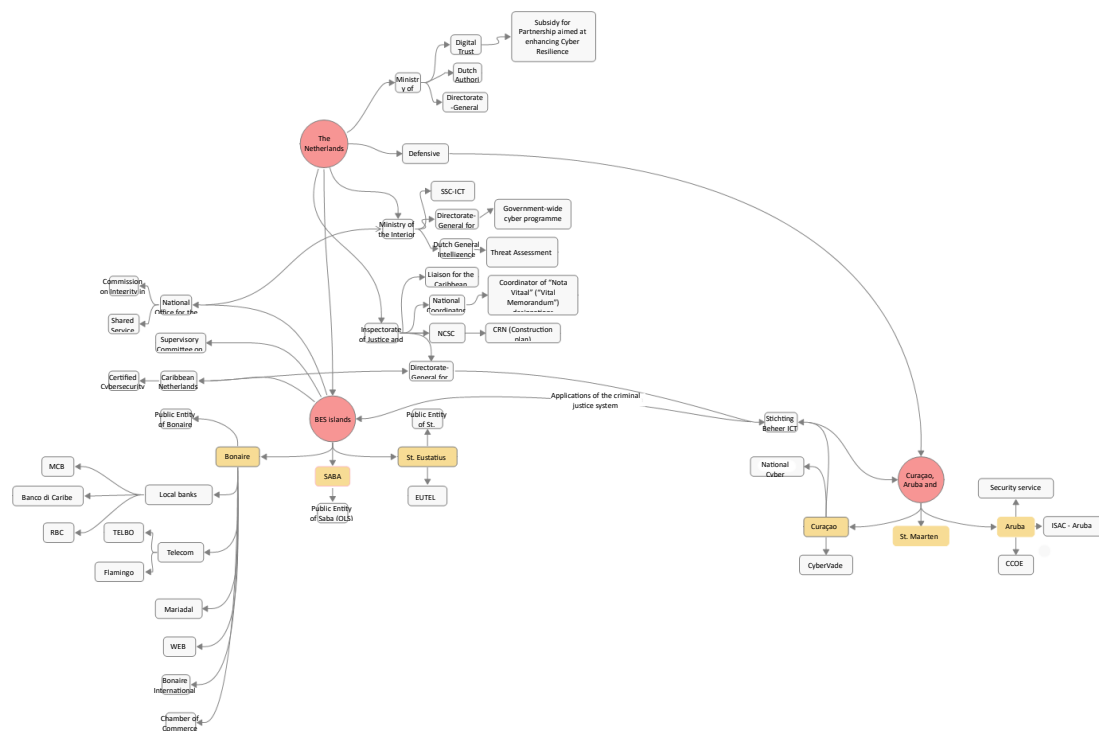 Subsidy for
Partnership aimed at
enhancing Cyber
Resilience
Digital
Trust
Dutch
Authori
Directorate
-General
Ministr
y of
The
Netherlands
Defensive
SSC-ICT
Directorate-
General for
Government-wide
cyber programme
Ministry of
the Interior
Dutch General
Intelligence
Threat Assessment
Liaison for the
Caribbean
Coordinator of "Nota
Vitaal" ("Vital
Memorandum")
designations
National
Coordinator
Inspectorate
of Justice and
NCSC
CRN (Construction
plan)
Directorate-
General for
Commission
on Integrity in
National
Office for the
Shared
Service
Supervisory
Committee on
Certified
Cybersecurity
Caribbean
Netherlands
Applications of the criminal
justice system
Public Entity
of Bonaire
BES islands
Public Entity
of St.
Stichting
Beheer ICT
Bonaire
St. Eustatius
SABA
MCB
Local banks
Banco di Caribe
RBC
EUTEL
Public Entity
of Saba (OLS)
National
Cyber
Curaçao,
Aruba and
Security service
TELBO
Telecom
Flamingo
Curaçao
St. Maarten
Aruba
ISAC - Aruba
CyberVade
CCOE
Mariadal
WEB
Bonaire
International
Chamber of
Commerce